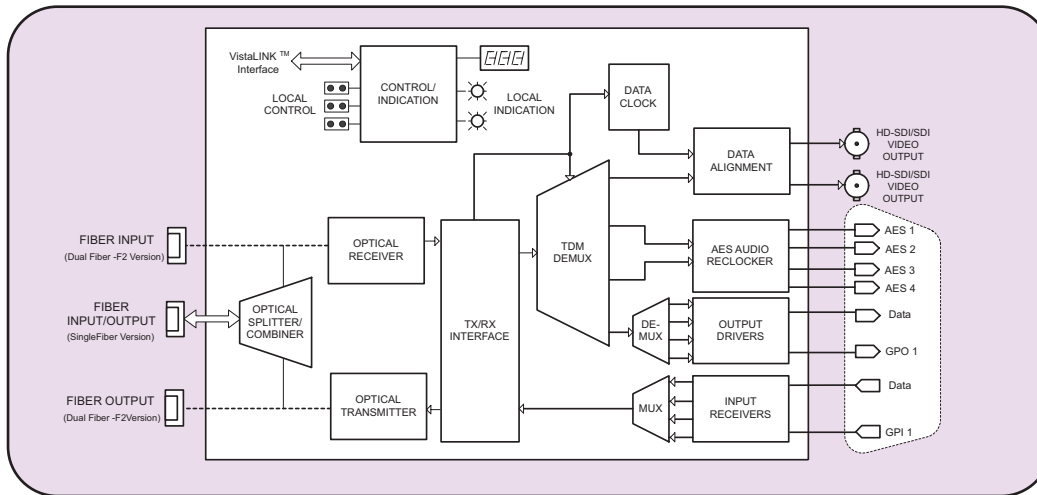 VistaLINK ™
Interface
LOCAL
CONTROL
CONTROL/
INDICATION
LOCAL
INDICATION
DATA
CLOCK
DATA
ALIGNMENT
HD-SDI/SDI
VIDEO
OUTPUT
HD-SDI/SDI
VIDEO
OUTPUT
FIBER INPUT
(Dual Fiber -F2 Version)
OPTICAL
RECEIVER
FIBER
INPUT/OUTPUT
(SingleFiber Version)
OPTICAL
SPLITTER/
COMBINER
FIBER OUTPUT
(Dual Fiber -F2Version)
OPTICAL
TRANSMITTER
TX/RX
INTERFACE
TDM
DEMUX
AES AUDIO
RECLOCKER
AES 1
AES 2
AES 3
AES 4
DE-
MUX
OUTPUT
DRIVERS
Data
GPO 1
MUX
INPUT
RECEIVERS
Data
GPI 1